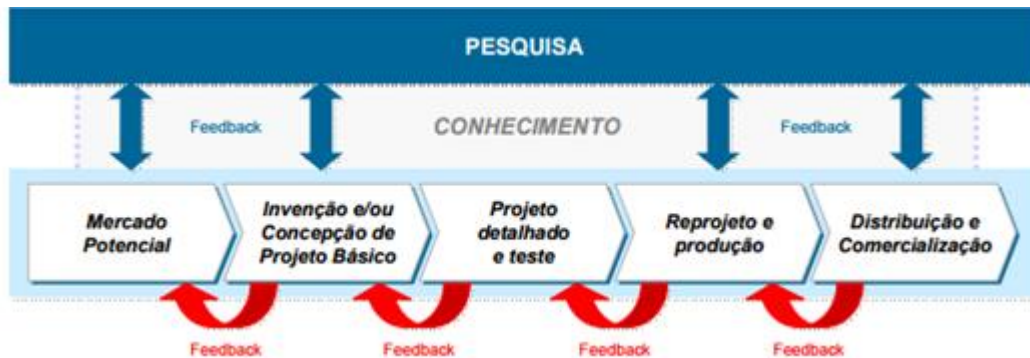 PESQUISA
Feedback
CONHECIMENTO
Feedback
Mercado
Potencial
Invenção e/ou
Concepção de
Projeto Básico
Projeto
detalhado
e teste
Reprojeto e
produção
Distribuição e
Comercialização
Feedback
Feedback
Feedback
Feedback